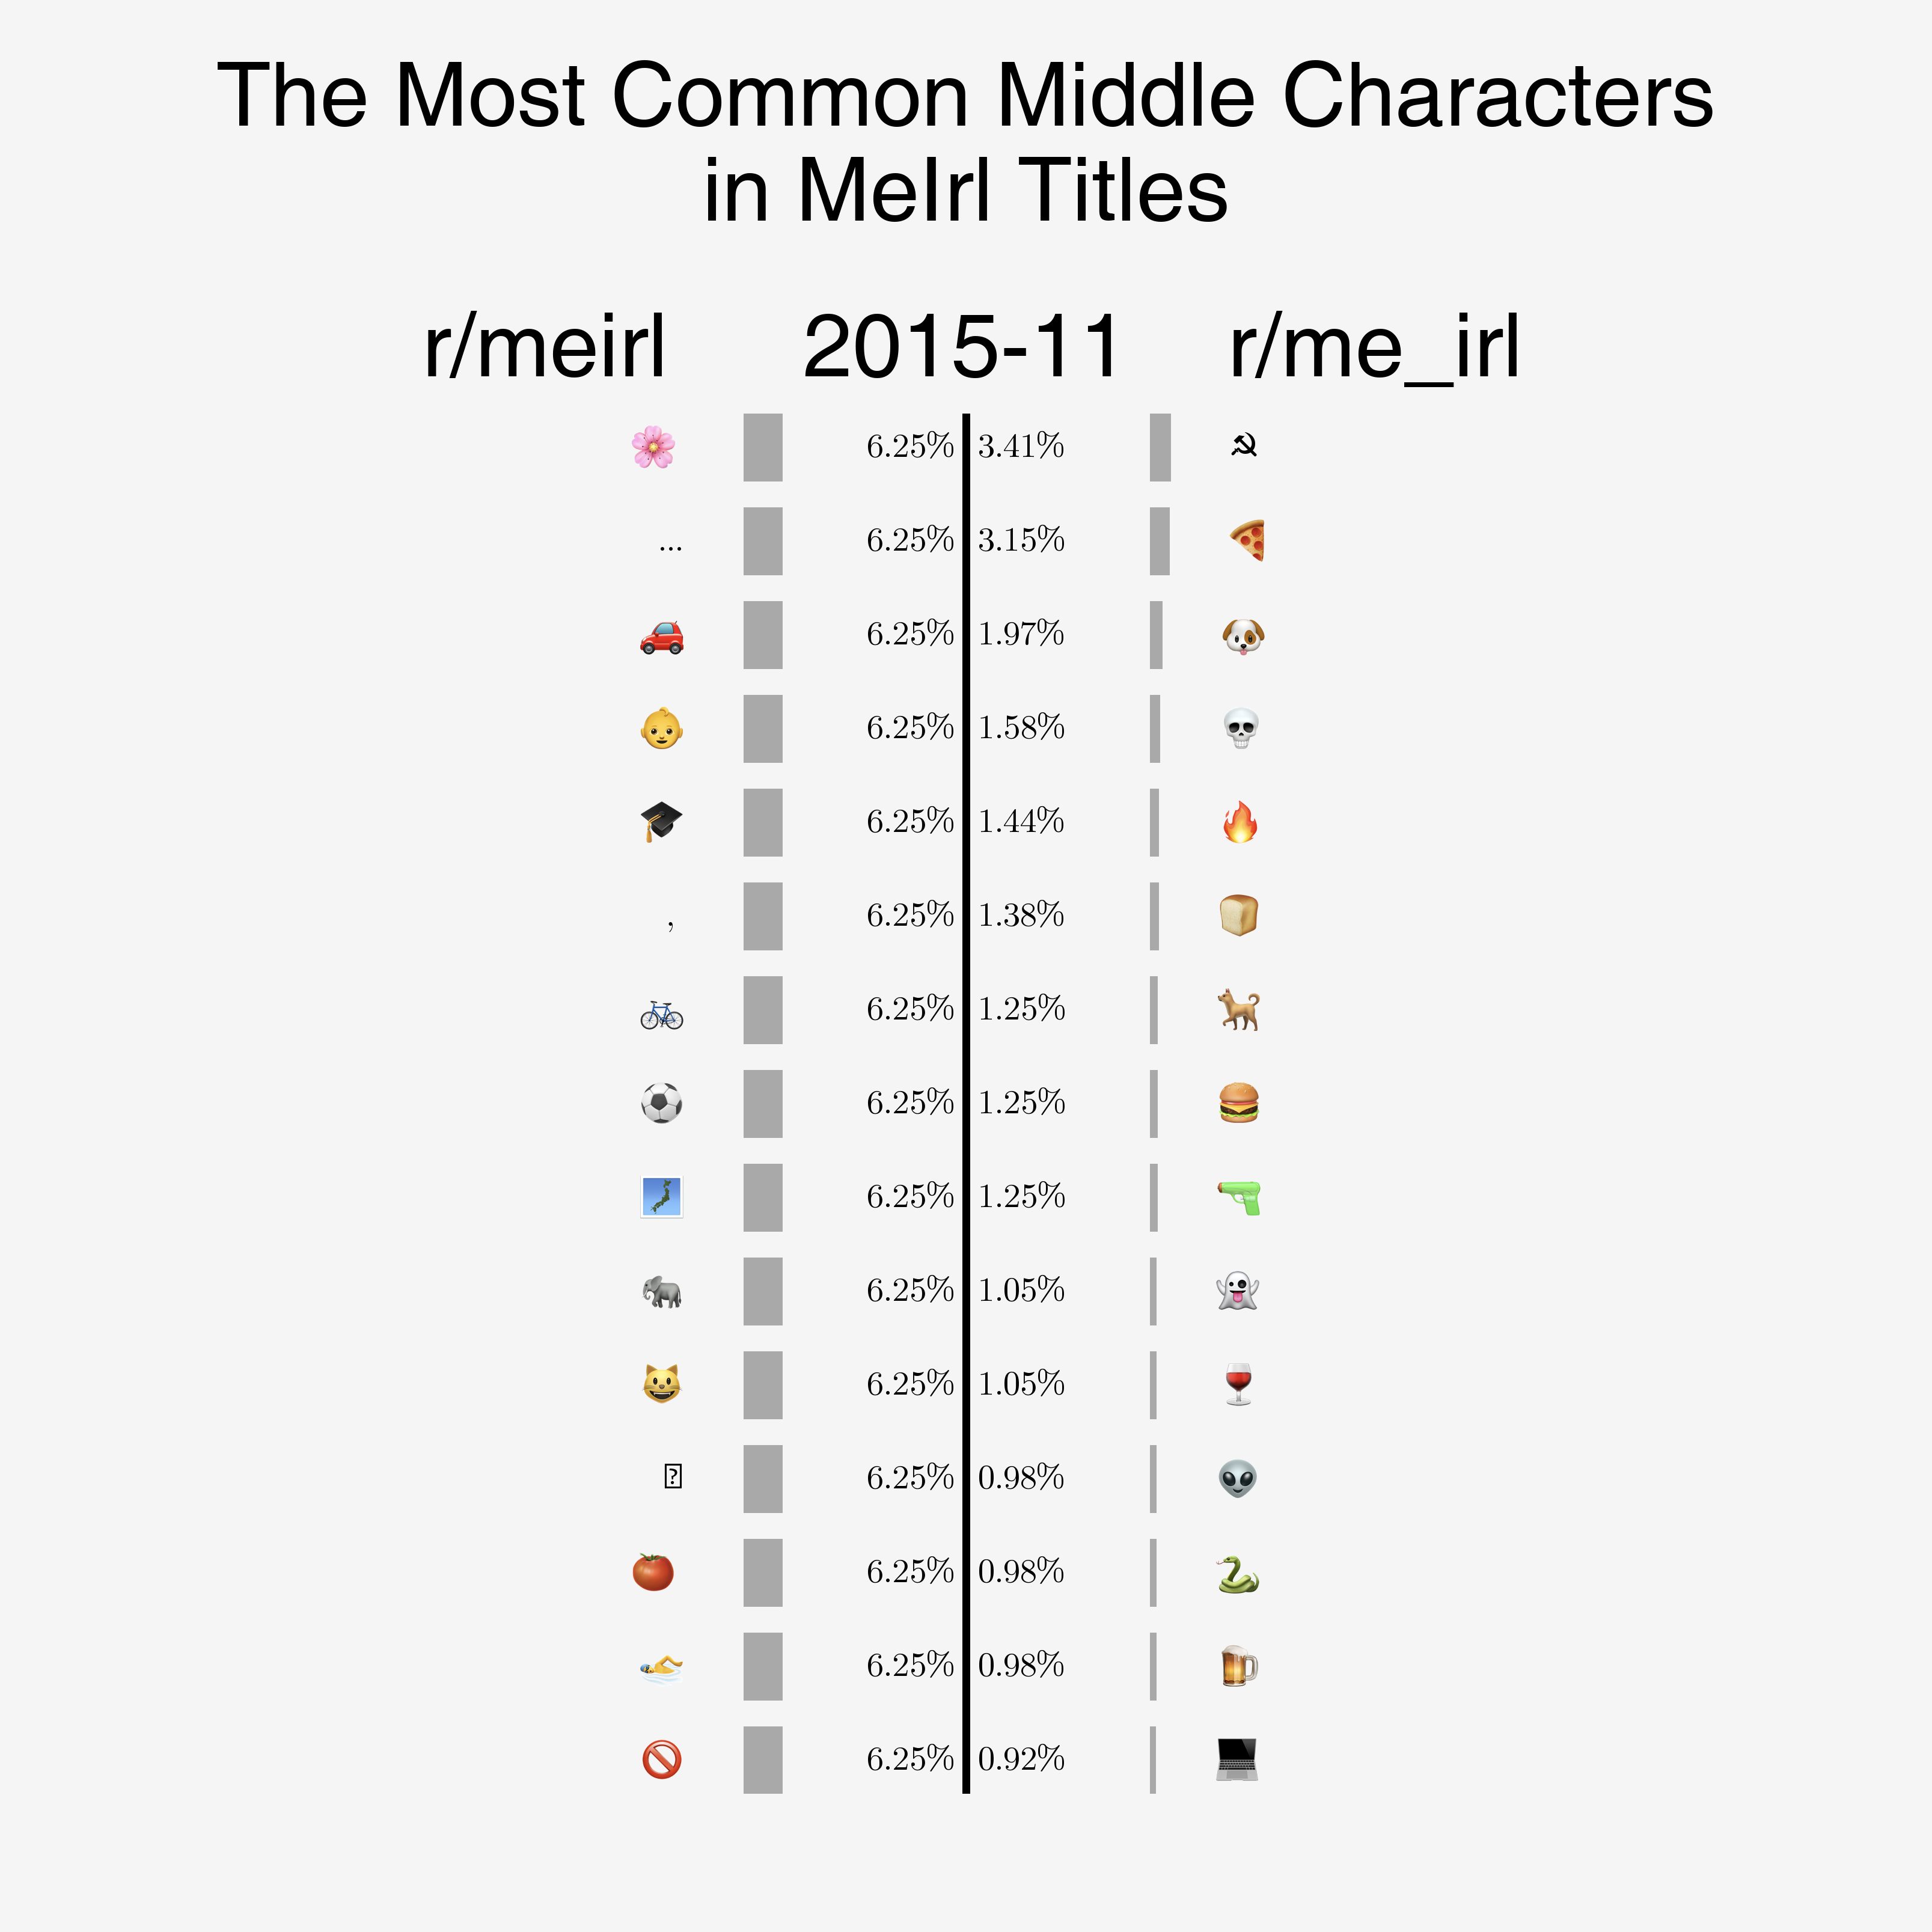 The Most Common Middle Characters
in MeIrl Titles
r/meirl 2015-11 r/me_irl
🌸 6.25% 3.41% ☭
... 6.25% 3.15% 🍕
🚗 6.25% 1.97% 🐶
👶 6.25% 1.58% 💀
🎓 6.25% 1.44% 🔥
, 6.25% 1.38% 🍞
🚲 6.25% 1.25% 🐕
⚽ 6.25% 1.25% 🍔
🗾 6.25% 1.25% 🔫
🐘 6.25% 1.05% 👻
😺 6.25% 1.05% 🍷
⍰ 6.25% 0.98% 👽
🍅 6.25% 0.98% 🐍
🏊 6.25% 0.98% 🍺
🚫 6.25% 0.92% 💻